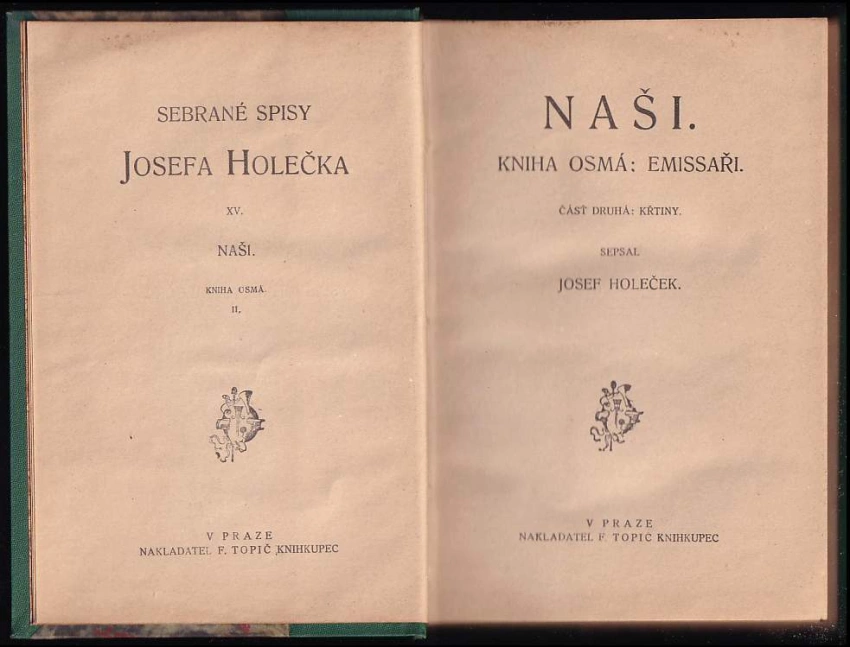 SEBRANÉ SPISY
JOSEFA HOLEČKA
XV.
NAŠI.
KNIHA OSMÁ.
II.
V PRAZE
NAKLADATEL F. TOPIČ KNIHKUPEC
NAŠI.
KNIHA OSMÁ: EMISSAŘI.
ČÁSŤ DRUHÁ: KŘTINY.
SEPSAL
JOSEF HOLEČEK.
V PRAZE
NAKLADATEL F. TOPIČ KNIHKUPEC